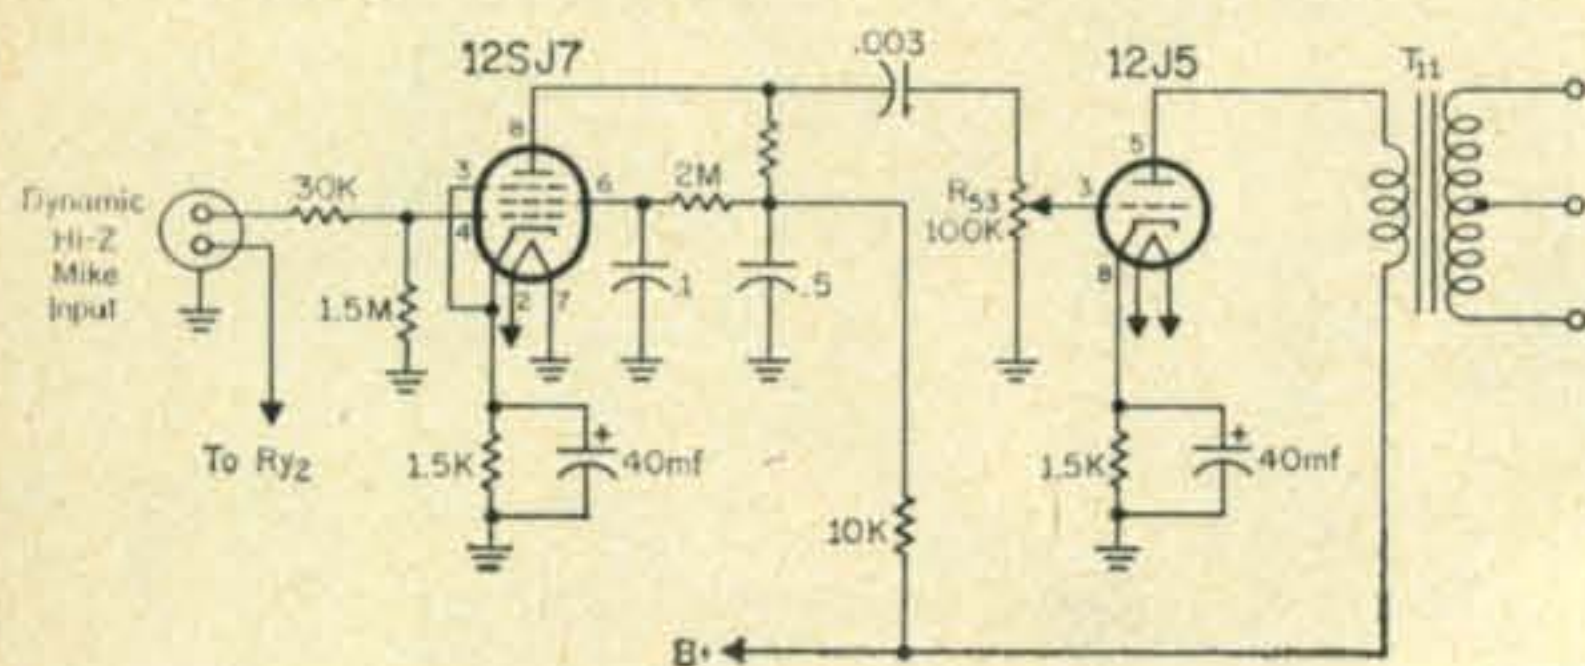 12SJ7
.003
12J5
T11
8
5
3
30K
6
2M
R53
100K
3
Dynamic
Hi-Z
Mike
Input
4
1.5M
2
7
.1
.5
8
To Ry2
1.5K
+
40mf
1.5K
+
40mf
10K
B+